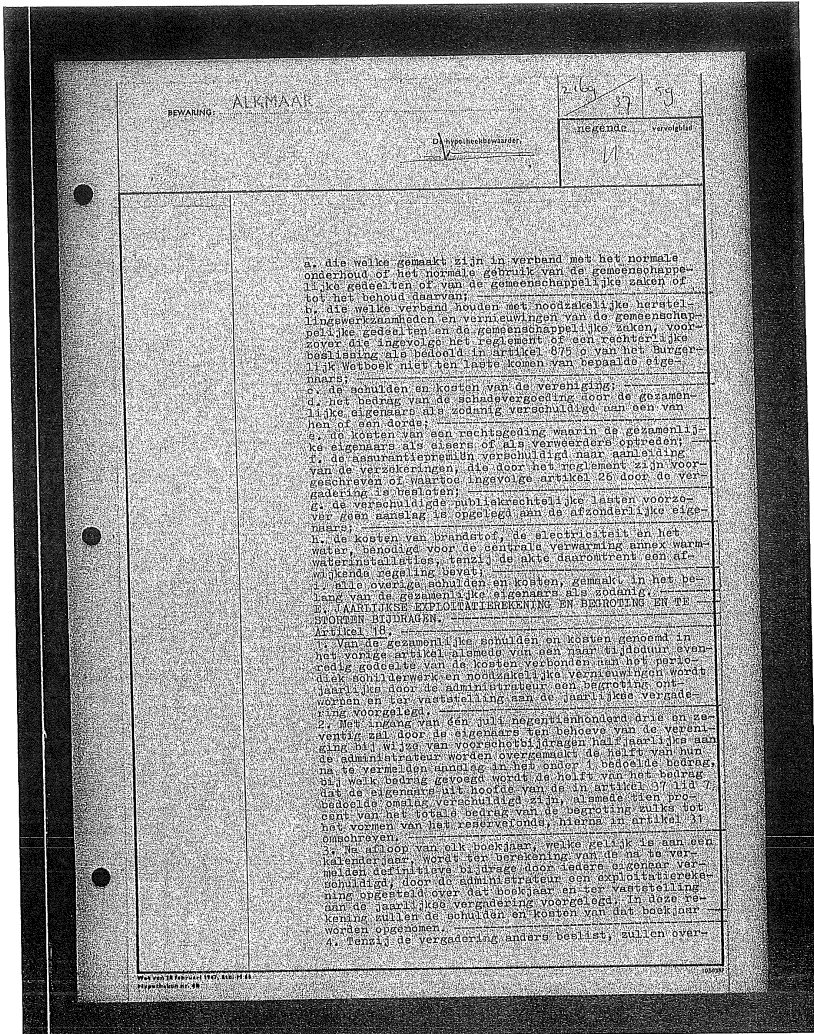 BEWARING: ALKMAAR
De hypotheekbewaarder,
2169
37
59
negende vervolgblad
a. die welke gemaakt zijn in verband met het normale
onderhoud of het normale gebruik van de gemeenschappe-
lijke gedeelten of van de gemeenschappelijke zaken of
tot het behoud daarvan;
b. die welke verband houden met noodzakelijke herstel-
lingswerkzaamheden en vernieuwingen van de gemeenschap-
pelijke gedeelten en de gemeenschappelijke zaken, voor-
zover die ingevolge het reglement of een rechterlijke
beslissing als bedoeld in artikel 875 o van het Burger-
lijk Wetboek niet ten laste komen van bepaalde eige-
naars;
c. de schulden en kosten van de vereniging;
d. het bedrag van de schadevergoeding door de gezamen-
lijke eigenaars als zodanig verschuldigd aan een van
hen of een derde;
e. de kosten van een rechtsgeding waarin de gezamenlij-
ke eigenaars als eisers of als verweerders optreden;
f. de assurantiepremiën verschuldigd naar aanleiding
van de verzekeringen, die door het reglement zijn voor-
geschreven of waartoe ingevolge artikel 26 door de ver-
gadering is besloten;
g. de verschuldigde publiekrechtelijke lasten voorzo-
ver geen aanslag is opgelegd aan de afzonderlijke eige-
naars;
h. de kosten van brandstof, de electriciteit en het
water, benodigd voor de centrale verwarming annex warm-
waterinstallaties, tenzij de akte daaromtrent een af-
wijkende regeling bevat;
i. alle overige schulden en kosten, gemaakt in het be-
lang van de gezamenlijke eigenaars als zodanig.
E. JAARLIJKSE EXPLOITATIEREKENING EN BEGROTING EN TE
STORTEN BIJDRAGEN.
Artikel 18.
1. Van de gezamenlijke schulden en kosten genoemd in
het vorige artikel alsmede van een naar tijdsduur even-
redig gedeelte van de kosten verbonden aan het perio-
diek schilderwerk en noodzakelijke vernieuwingen wordt
jaarlijks door de administrateur een begroting ont-
worpen en ter vaststelling aan de jaarlijkse vergade-
ring voorgelegd.
2. Met ingang van één juli negentienhonderd drie en ze-
ventig zal door de eigenaars ten behoeve van de vereni-
ging bij wijze van voorschotbijdragen halfjaarlijks aan
de administrateur worden overgemaakt de helft van hun
na te vermelden aandeel in het onder 1 bedoelde bedrag,
bij welk bedrag gevoegd wordt de helft van het bedrag
dat de eigenaars uit hoofde van de in artikel 37 lid 7
bedoelde omslag verschuldigd zijn, alsmede tien pro-
cent van het totale bedrag van de begroting zulks tot
het vormen van het reservefonds, hierna in artikel 31
omschreven.
3. Na afloop van elk boekjaar, welke gelijk is aan een
kalenderjaar, wordt ter berekening van de na te ver-
melden definitieve bijdrage door iedere eigenaar ver-
schuldigd, door de administrateur een exploitatiereke-
ning opgesteld over dat boekjaar en ter vaststelling
aan de jaarlijkse vergadering voorgelegd. In deze re-
kening zullen de schulden en kosten van dat boekjaar
worden opgenomen.
4. Tenzij de vergadering anders beslist, zullen over-
Wet van 28 februari 1947, Stbl. H 66
Hypotheken nr. 4B